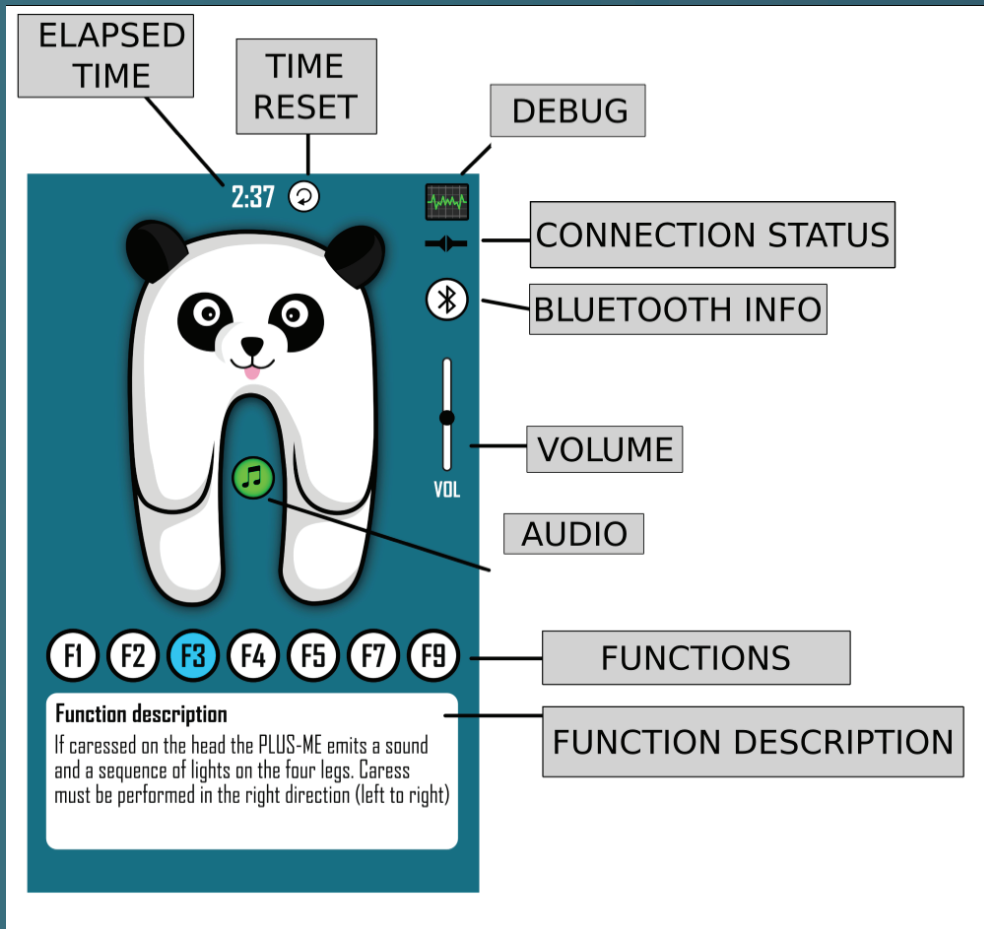 ELAPSED
TIME
TIME
RESET
DEBUG
2:37
CONNECTION STATUS
BLUETOOTH INFO
VOLUME
VOL
AUDIO
F1 F2 F3 F4 F5 F7 F9
FUNCTIONS
Function description
If caressed on the head the PLUS-ME emits a sound
and a sequence of lights on the four legs. Caress
must be performed in the right direction (left to right)
FUNCTION DESCRIPTION